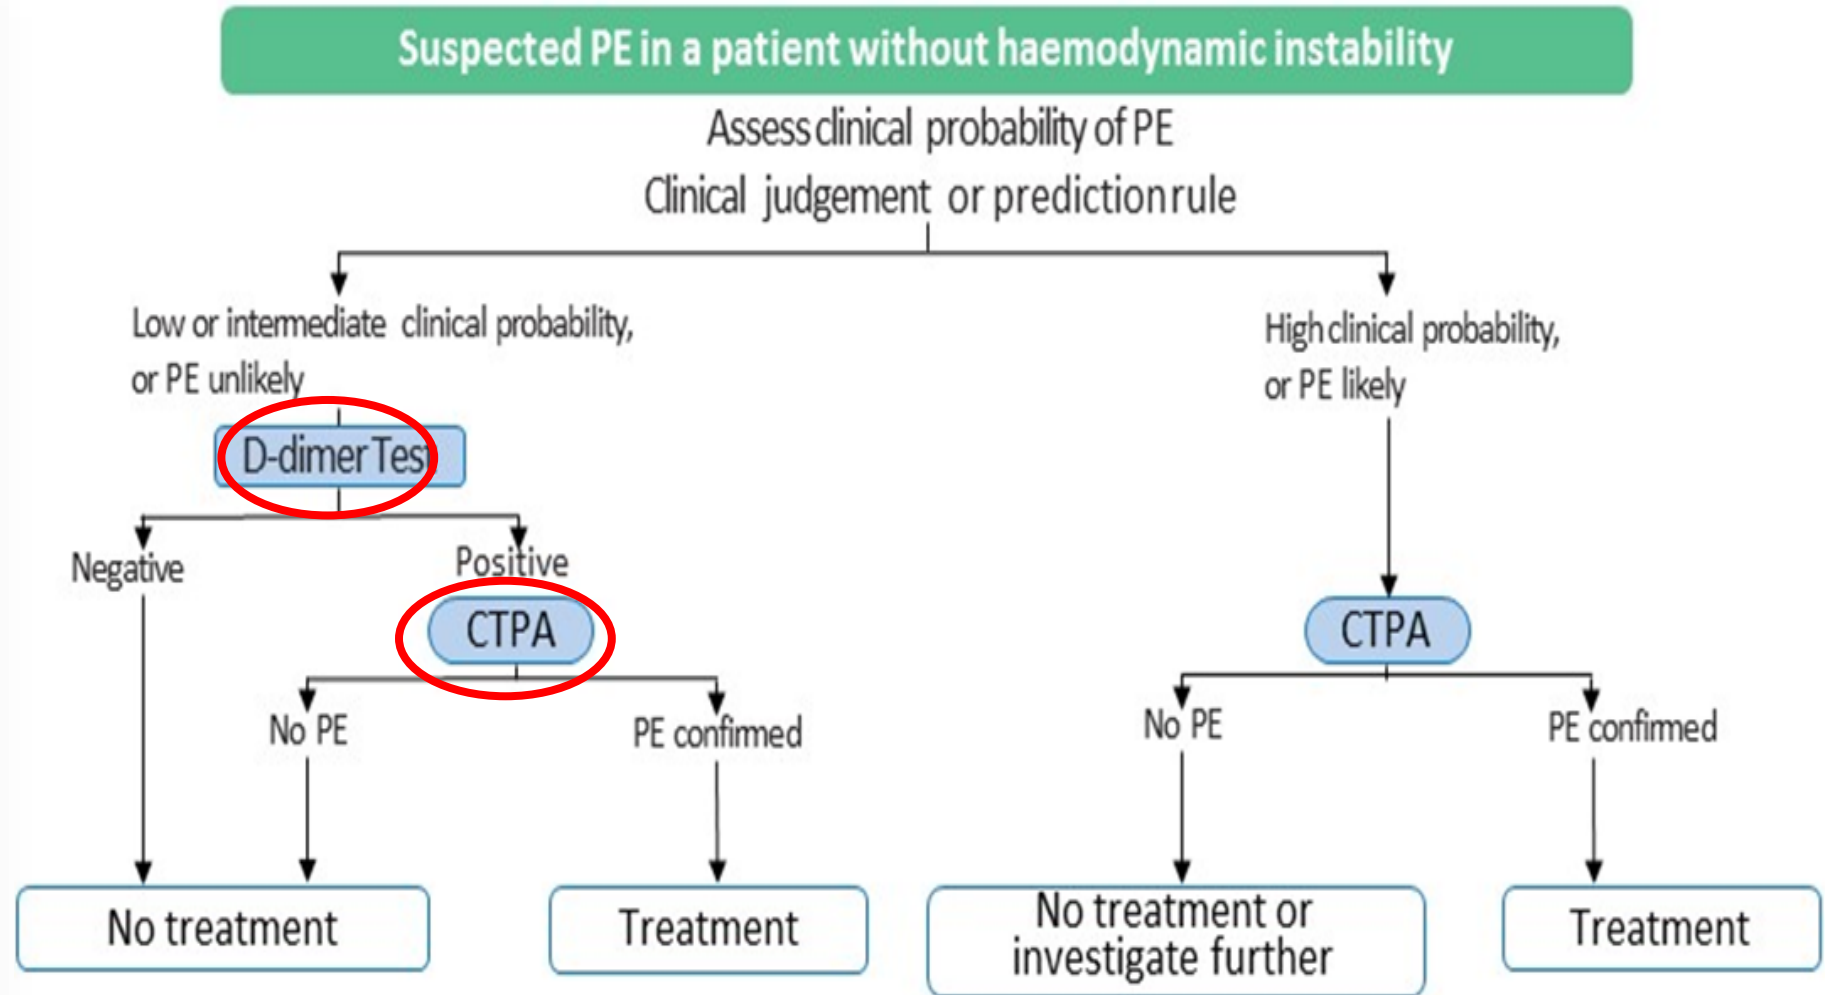 Suspected PE in a patient without haemodynamic instability
Assess clinical probability of PE
Clinical judgement or prediction rule
Low or intermediate clinical probability,
or PE unlikely
High clinical probability,
or PE likely
D-dimer Test
Negative
Positive
CTPA
CTPA
No PE
PE confirmed
No PE
PE confirmed
No treatment
Treatment
No treatment or
investigate further
Treatment